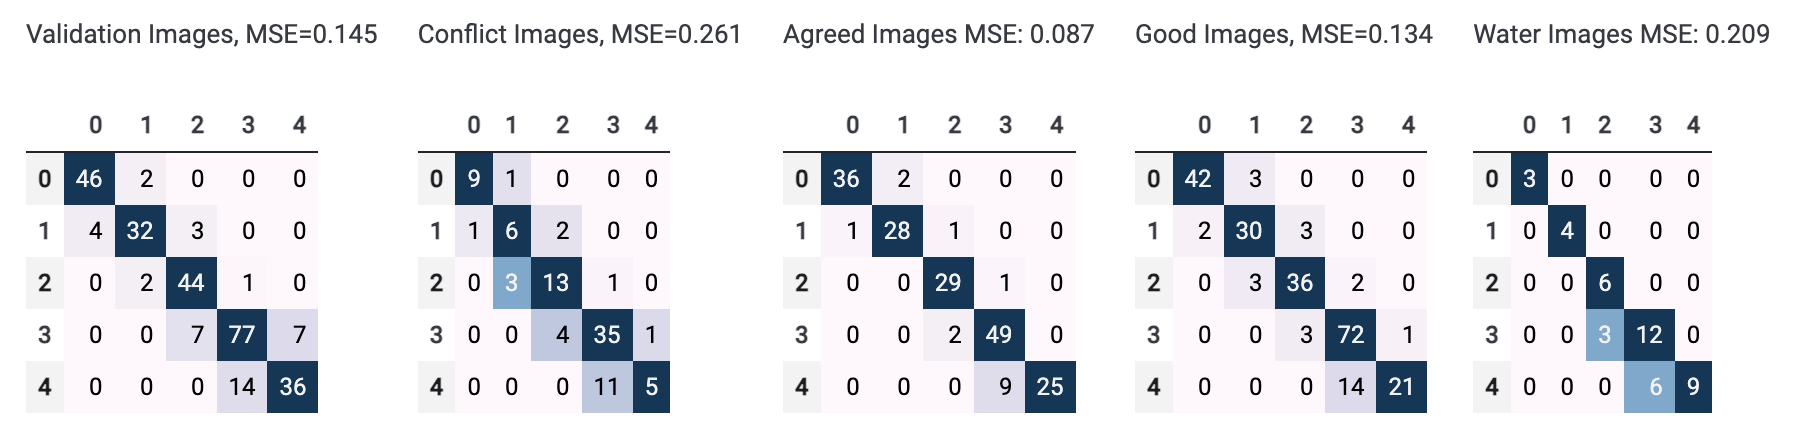 Validation Images, MSE=0.145
0 1 2 3 4
0 46 2 0 0 0
1 4 32 3 0 0
2 0 2 44 1 0
3 0 0 7 77 7
4 0 0 0 14 36
Conflict Images, MSE=0.261
0 1 2 3 4
0 9 1 0 0 0
1 1 6 2 0 0
2 0 3 13 1 0
3 0 0 4 35 1
4 0 0 0 11 5
Agreed Images MSE: 0.087
0 1 2 3 4
0 36 2 0 0 0
1 1 28 1 0 0
2 0 0 29 1 0
3 0 0 2 49 0
4 0 0 0 9 25
Good Images, MSE=0.134
0 1 2 3 4
0 42 3 0 0 0
1 2 30 3 0 0
2 0 3 36 2 0
3 0 0 3 72 1
4 0 0 0 14 21
Water Images MSE: 0.209
0 1 2 3 4
0 3 0 0 0 0
1 0 4 0 0 0
2 0 0 6 0 0
3 0 0 3 12 0
4 0 0 0 6 9